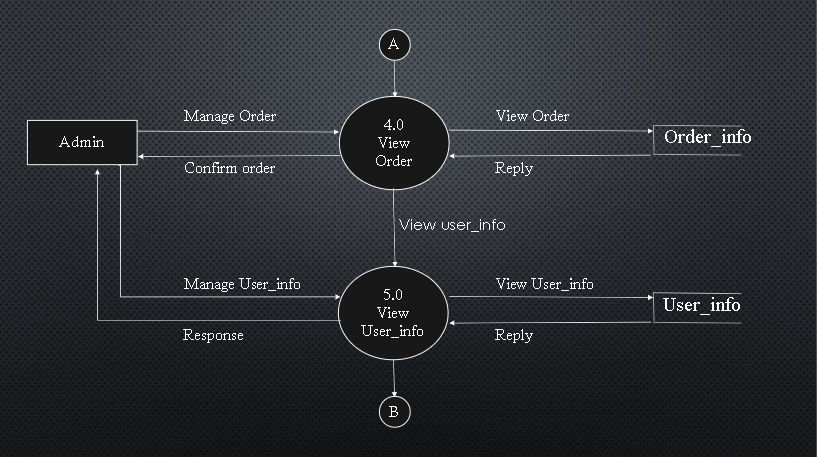 A
Manage Order
View Order
Admin
4.0
View
Order
Order_info
Confirm order
Reply
View user_info
Manage User_info
View User_info
5.0
View
User_info
User_info
Response
Reply
B